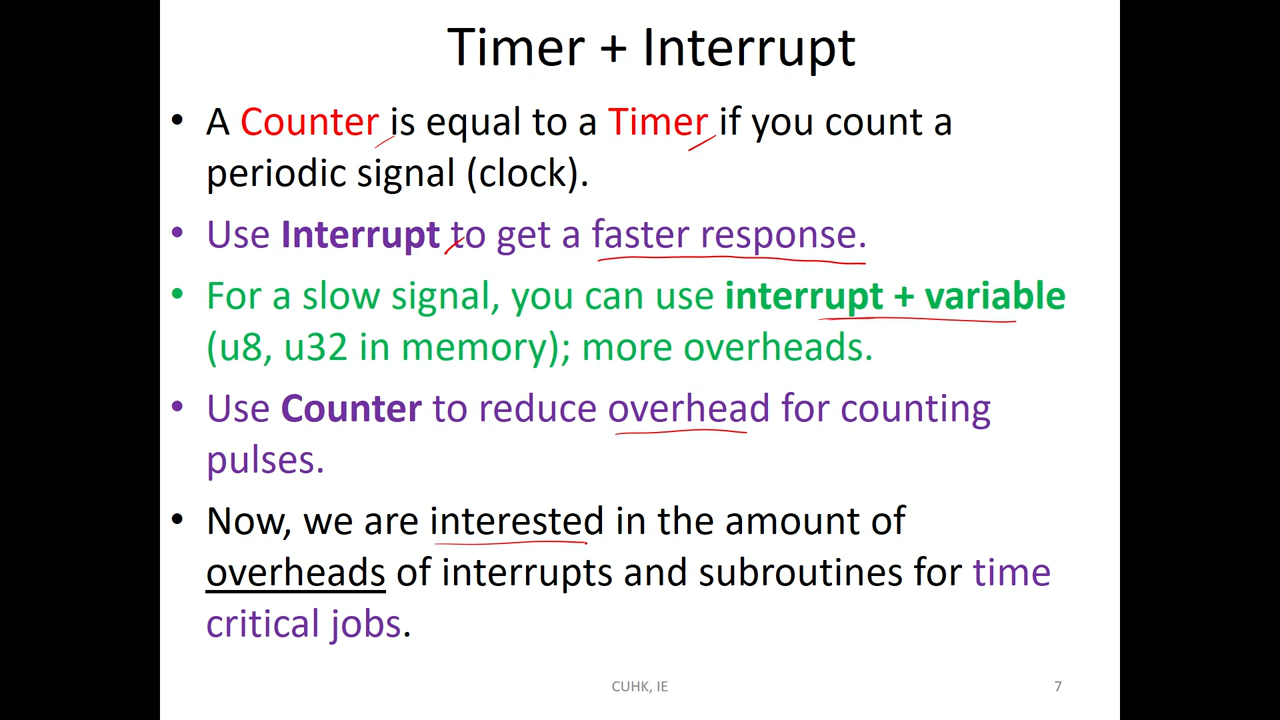 Timer + Interrupt
• A Counter is equal to a Timer if you count a
periodic signal (clock).
• Use Interrupt to get a faster response.
• For a slow signal, you can use interrupt + variable
(u8, u32 in memory); more overheads.
• Use Counter to reduce overhead for counting
pulses.
• Now, we are interested in the amount of
overheads of interrupts and subroutines for time
critical jobs.
CUHK, IE
7